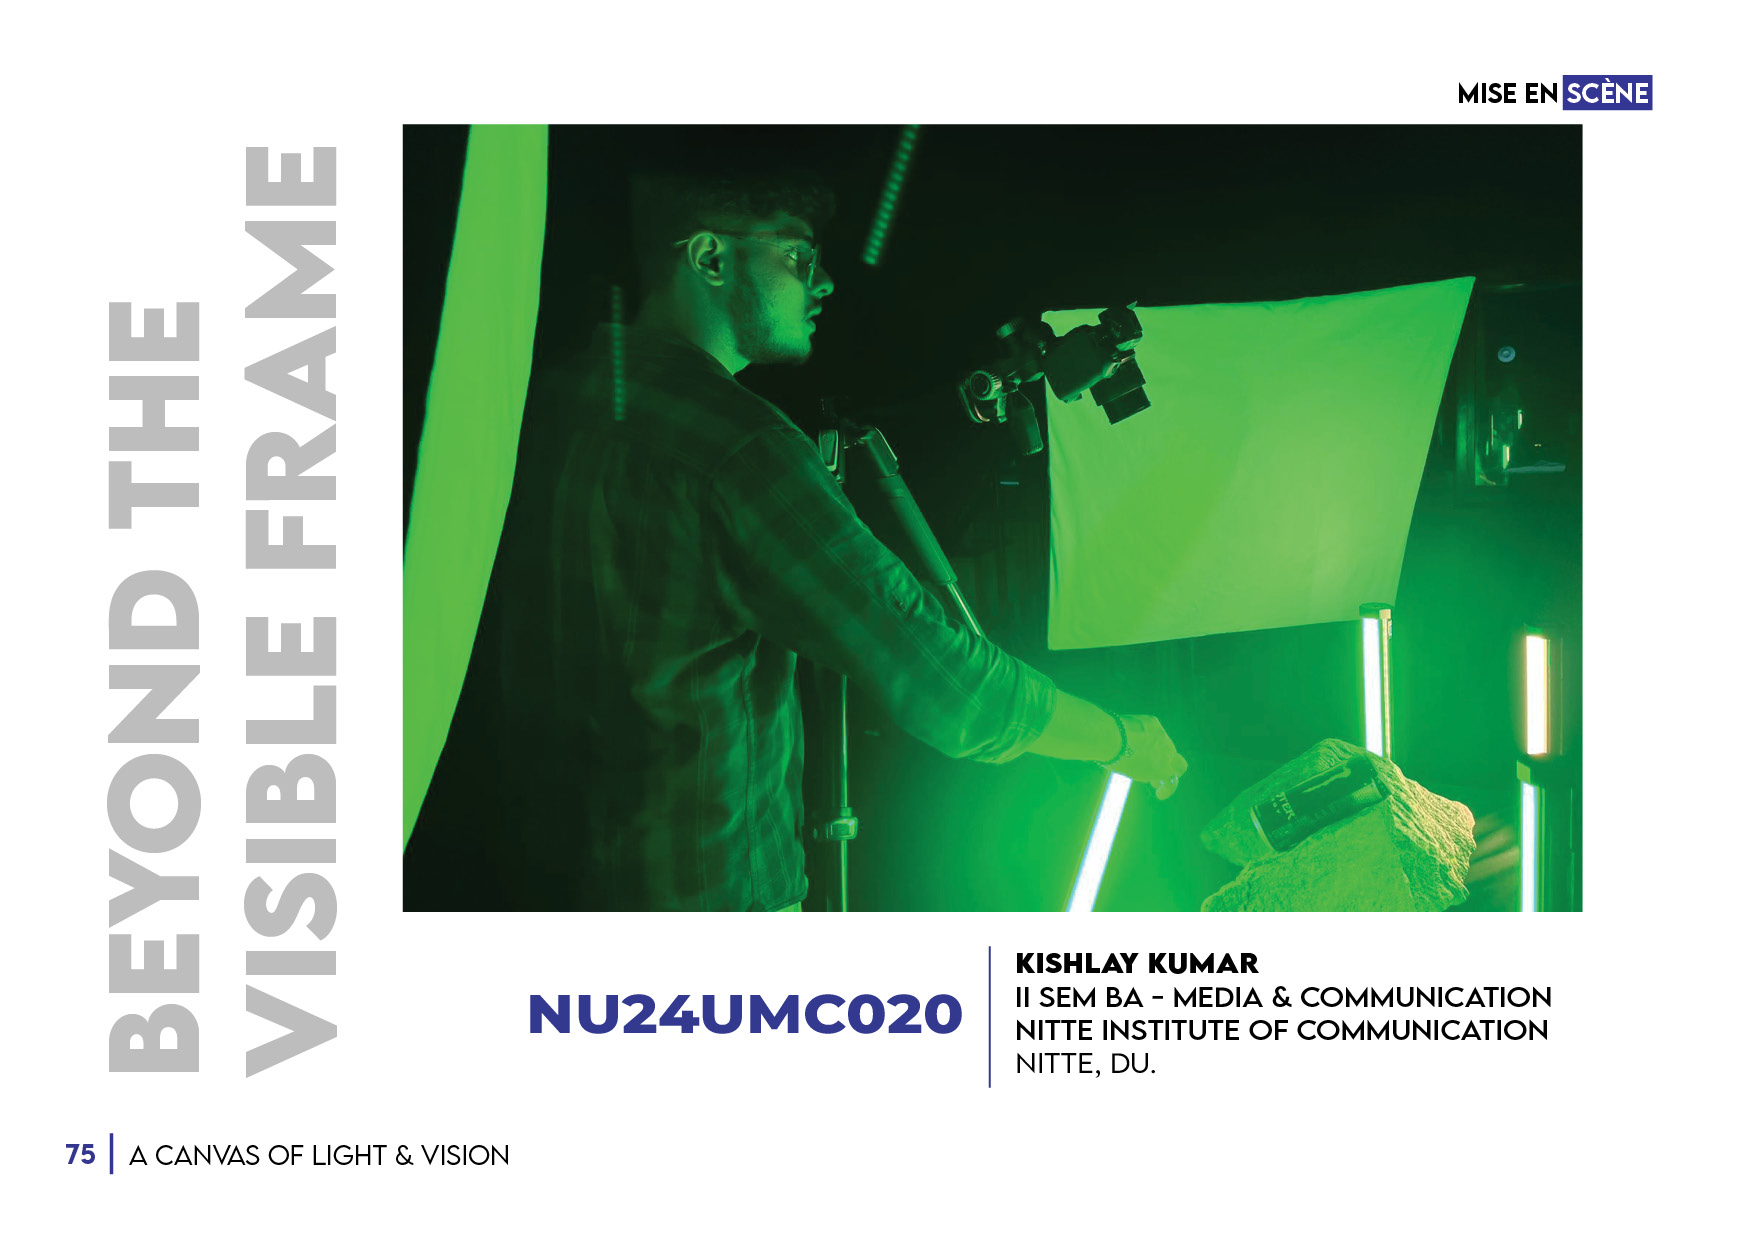 MISE EN SCÈNE
BEYOND THE
VISIBLE FRAME
NU24UMC020
KISHLAY KUMAR
II SEM BA - MEDIA & COMMUNICATION
NITTE INSTITUTE OF COMMUNICATION
NITTE, DU.
75
A CANVAS OF LIGHT & VISION